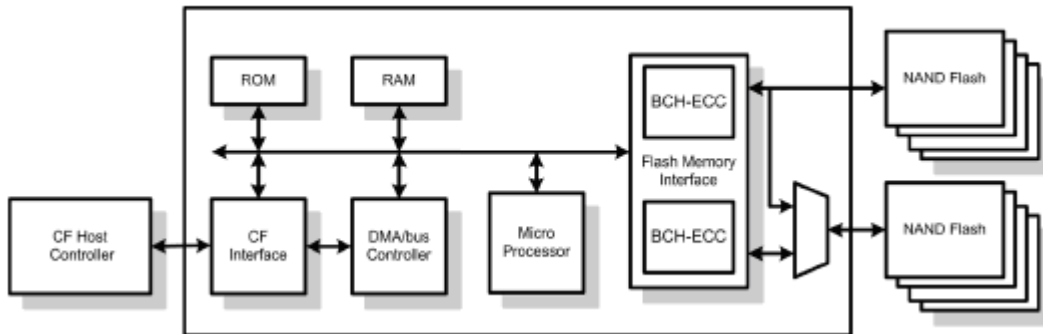 ROM
RAM
BCH-ECC
NAND Flash
Flash Memory
Interface
CF Host
Controller
CF
Interface
DMA/bus
Controller
Micro
Processor
BCH-ECC
NAND Flash